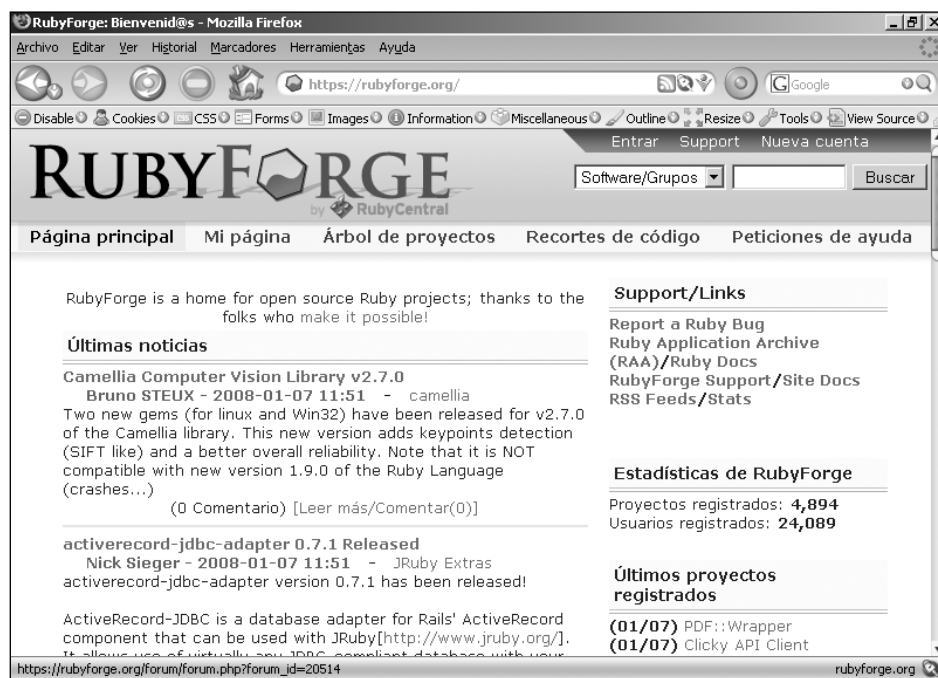 RubyForge: Bienvenid@s - Mozilla Firefox
Archivo Editar Ver Historial Marcadores Herramientas Ayuda
https://rubyforge.org/ Google
Disable Cookies CSS Forms Images Information Miscellaneous Outline Resize Tools View Source
Entrar Support Nueva cuenta
RUBYFORGE
by RubyCentral
Software/Grupos Buscar
Página principal Mi página Árbol de proyectos Recortes de código Peticiones de ayuda
RubyForge is a home for open source Ruby projects; thanks to the
folks who make it possible!
Últimas noticias
Camellia Computer Vision Library v2.7.0
Bruno STEUX - 2008-01-07 11:51 - camellia
Two new gems (for linux and Win32) have been released for v2.7.0
of the Camellia library. This new version adds keypoints detection
(SIFT like) and a better overall reliability. Note that it is NOT
compatible with new version 1.9.0 of the Ruby Language
(crashes...)
(0 Comentario) [Leer más/Comentar(0)]
activerecord-jdbc-adapter 0.7.1 Released
Nick Sieger - 2008-01-07 11:51 - JRuby Extras
activerecord-jdbc-adapter version 0.7.1 has been released!
ActiveRecord-JDBC is a database adapter for Rails' ActiveRecord
component that can be used with JRuby[http://www.jruby.org/].
It allows use of virtually any JDBC-compliant database with your
Support/Links
Report a Ruby Bug
Ruby Application Archive
(RAA)/Ruby Docs
RubyForge Support/Site Docs
RSS Feeds/Stats
Estadísticas de RubyForge
Proyectos registrados: 4,894
Usuarios registrados: 24,089
Últimos proyectos
registrados
(01/07) PDF::Wrapper
(01/07) Clicky API Client
https://rubyforge.org/forum/forum.php?forum_id=20514 rubyforge.org